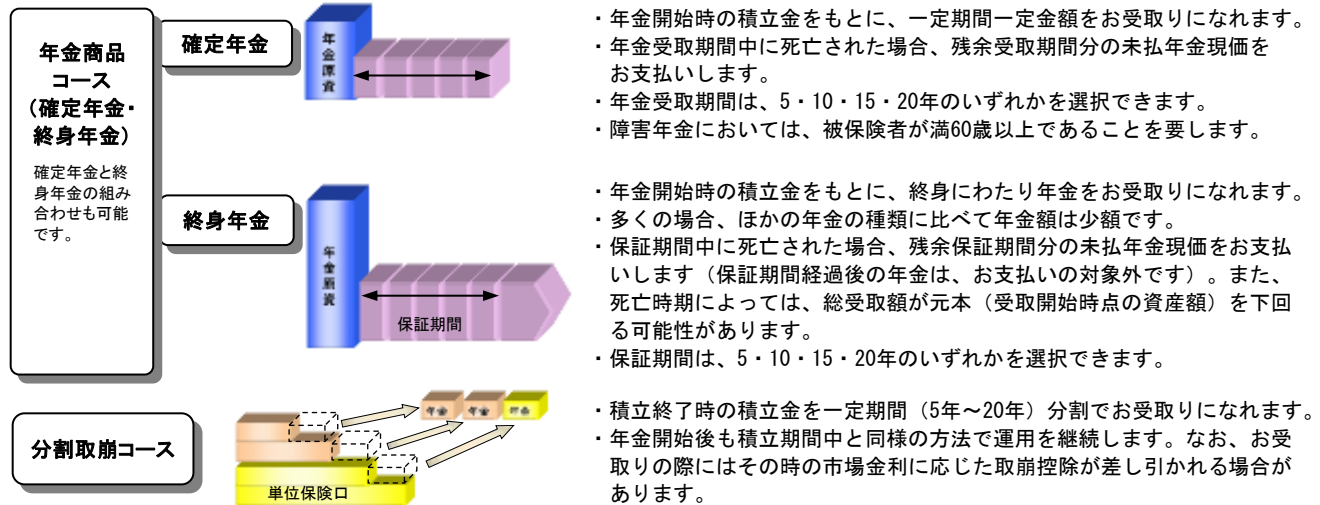 年金商品
コース
（確定年金・
終身年金）
確定年金と終
身年金の組み
合わせも可能
です。
確定年金
年金原資
・年金開始時の積立金をもとに、一定期間一定金額をお受取りになれます。
・年金受取期間中に死亡された場合、残余受取期間分の未払年金現価を
お支払いします。
・年金受取期間は、5・10・15・20年のいずれかを選択できます。
・障害年金においては、被保険者が満60歳以上であることを要します。
終身年金
年金原資
保証期間
・年金開始時の積立金をもとに、終身にわたり年金をお受取りになれます。
・多くの場合、ほかの年金の種類に比べて年金額は少額です。
・保証期間中に死亡された場合、残余保証期間分の未払年金現価をお支払
いします（保証期間経過後の年金は、お支払いの対象外です）。また、
死亡時期によっては、総受取額が元本（受取開始時点の資産額）を下回
る可能性があります。
・保証期間は、5・10・15・20年のいずれかを選択できます。
分割取崩コース
年金 年金 年金
単位保険口
・積立終了時の積立金を一定期間（5年～20年）分割でお受取りになれます。
・年金開始後も積立期間中と同様の方法で運用を継続します。なお、お受
取りの際にはその時の市場金利に応じた取崩控除が差し引かれる場合が
あります。